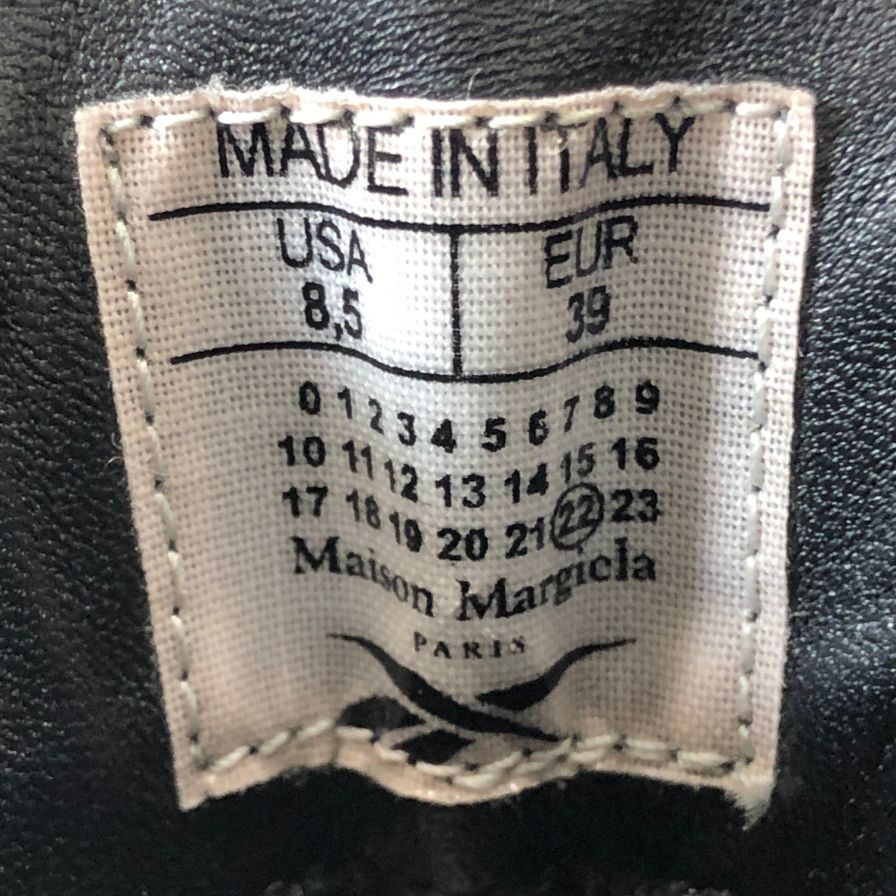 MADE IN ITALY
USA EUR
8,5 39
0 1 2 3 4 5 6 7 8 9
10 11 12 13 14 15 16
17 18 19 20 21 22 23
Maison Margiela
PARIS